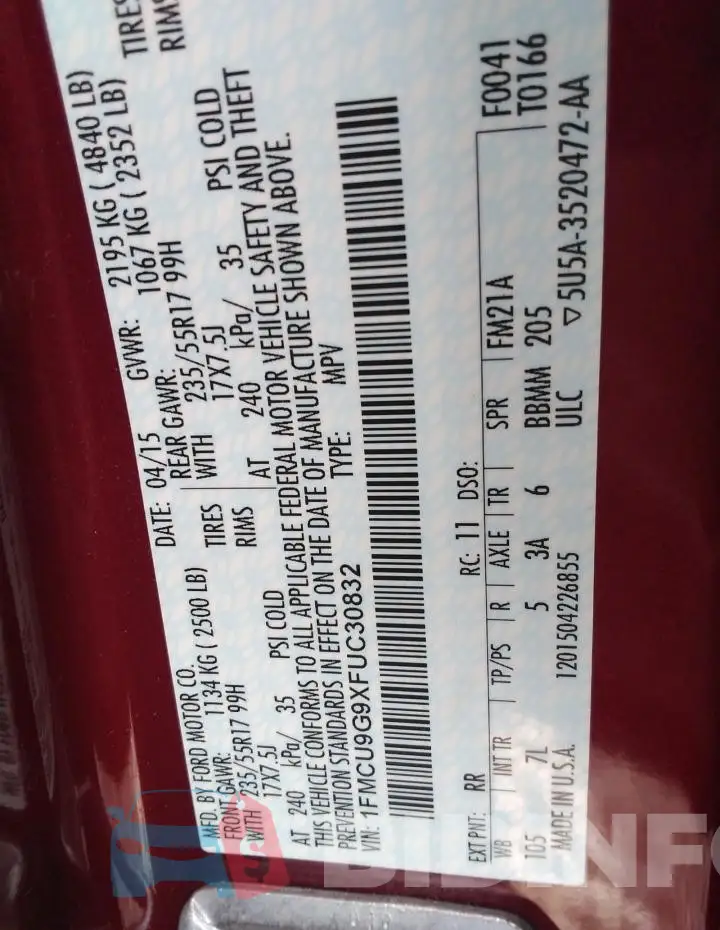 MFD. BY FORD MOTOR CO.
DATE: 04/15 GVWR: 2195 KG ( 4840 LB)
FRONT GAWR: 1134 KG ( 2500 LB) REAR GAWR: 1067 KG ( 2352 LB)
WITH 235/55R17 99H TIRES WITH 235/55R17 99H TIRES
17X7.5J RIMS 17X7.5J RIMS
AT 240 kPa/ 35 PSI COLD AT 240 kPa/ 35 PSI COLD
THIS VEHICLE CONFORMS TO ALL APPLICABLE FEDERAL MOTOR VEHICLE SAFETY AND THEFT
PREVENTION STANDARDS IN EFFECT ON THE DATE OF MANUFACTURE SHOWN ABOVE.
VIN: 1FMCU9G9XFUC30832 TYPE: MPV
EXT PNT: RR RC: 11 DSO: F0041
WB INT TR TP/PS R AXLE TR SPR FM21A T0166
105 7L 5 3A 6 BBMM 205
MADE IN U.S.A. 1201504226855 ULC ▽5U5A-3520472-AA